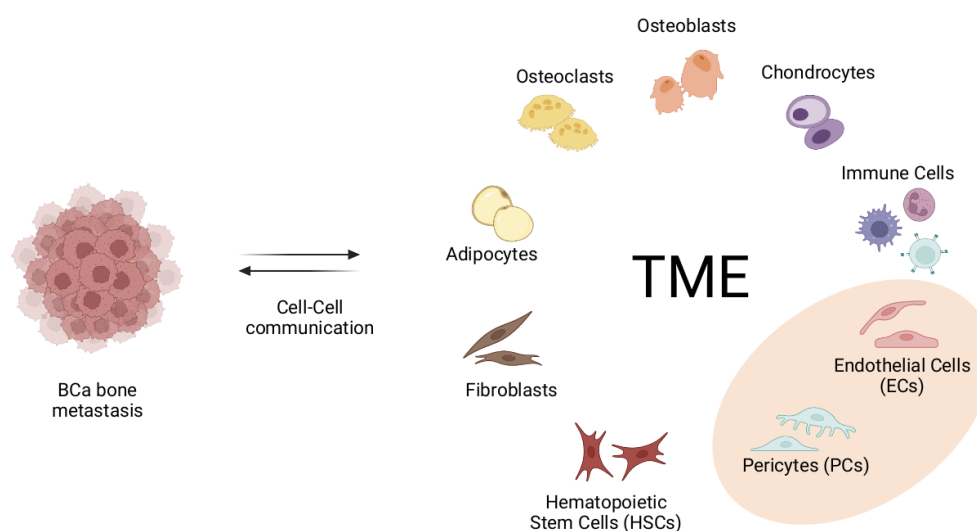 Osteoblasts
Osteoclasts
Chondrocytes
Immune Cells
Adipocytes
TME
Cell-Cell
communication
Endothelial Cells
(ECs)
Fibroblasts
BCa bone
metastasis
Pericytes (PCs)
Hematopoietic
Stem Cells (HSCs)